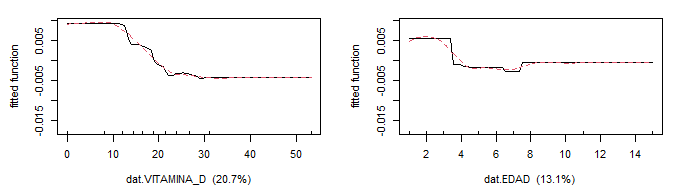 fitted function
0.005
-0.005
-0.015
0 10 20 30 40 50
dat.VITAMINA_D (20.7%)
fitted function
0.005
-0.005
-0.015
2 4 6 8 10 12 14
dat.EDAD (13.1%)